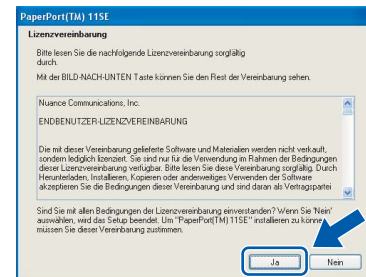 PaperPort(TM) 11SE
Lizenzvereinbarung
Bitte lesen Sie die nachfolgende Lizenzvereinbarung sorgfältig
durch.
Mit der BILD-NACH-UNTEN Taste können Sie den Rest der Vereinbarung sehen.
Nuance Communications, Inc.
ENDBENUTZER-LIZENZVEREINBARUNG
Die mit dieser Vereinbarung gelieferte Software und Materialien werden nicht verkauft,
sondern lediglich lizenziert. Sie sind nur für die Verwendung im Rahmen der Bedingungen
dieser Lizenzvereinbarung verfügbar. Bitte lesen Sie diese Vereinbarung sorgfältig. Durch
Herunterladen, Installieren, Kopieren oder anderweitiges Verwenden der Software
akzeptieren Sie die Bedingungen dieser Vereinbarung und sind daran als Vertragspartei
Sind Sie mit allen Bedingungen der Lizenzvereinbarung einverstanden? Wenn Sie 'Nein'
auswählen, wird das Setup beendet. Um "PaperPort(TM) 11SE" installieren zu könne
müssen Sie dieser Vereinbarung zustimmen.
Ja
Nein